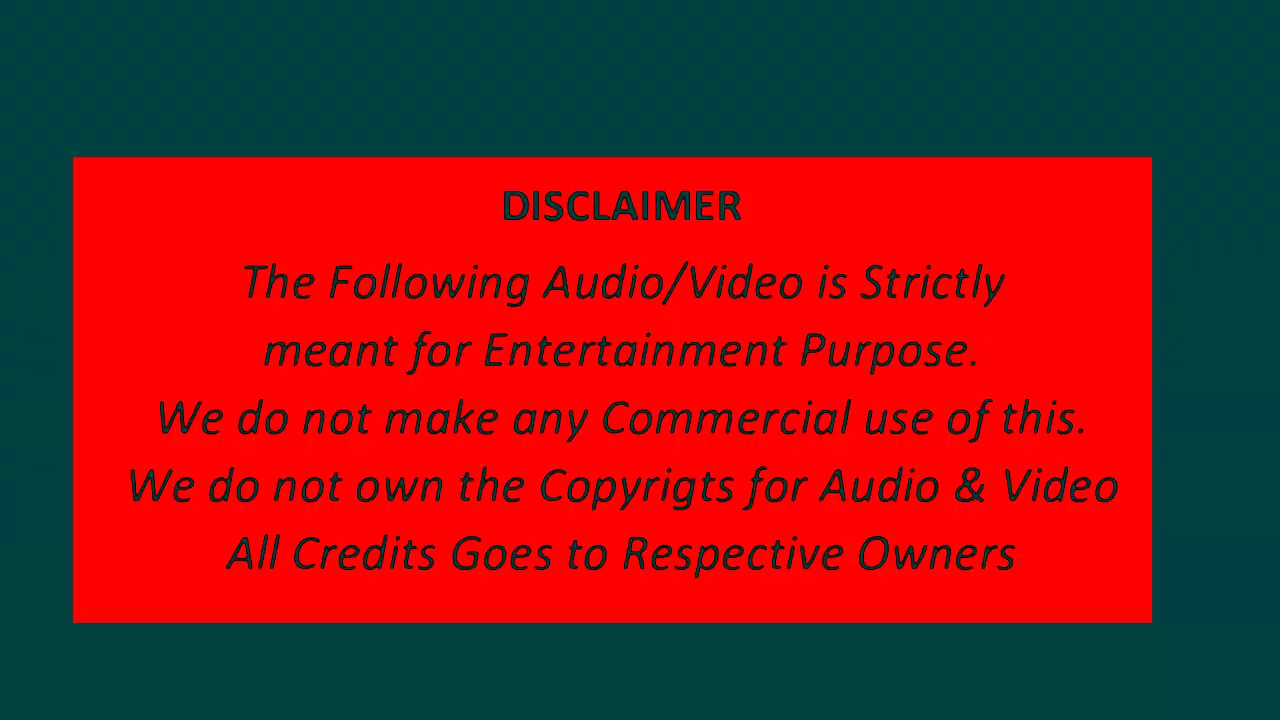 DISCLAIMER
The Following Audio/Video is Strictly
meant for Entertainment Purpose.
We do not make any Commercial use of this.
We do not own the Copyrigts for Audio & Video
All Credits Goes to Respective Owners